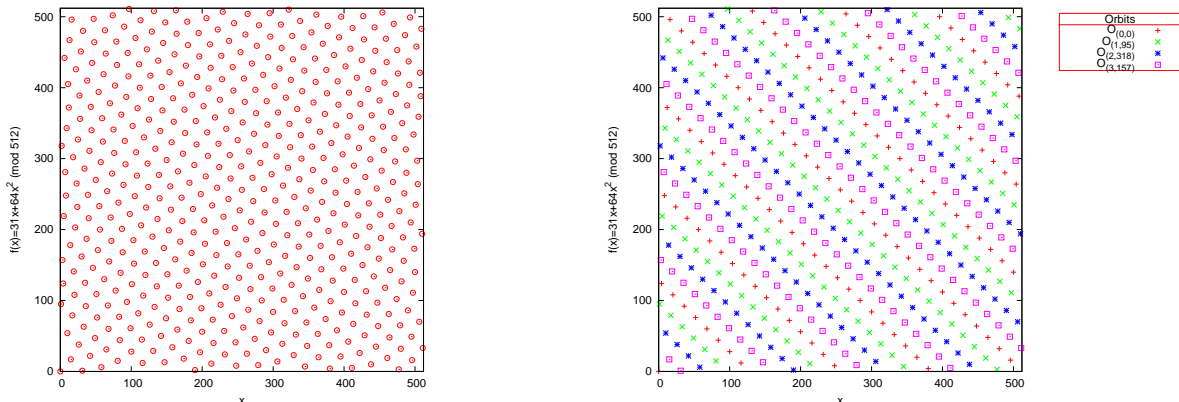 500
400
300
200
100
0
0 100 200 300 400 500
f(x)=31x+64x² (mod 512)
x
500
400
300
200
100
0
0 100 200 300 400 500
f(x)=31x+64x² (mod 512)
x
Orbits
O(0,0)
O(1,95)
O(2,318)
O(3,157)